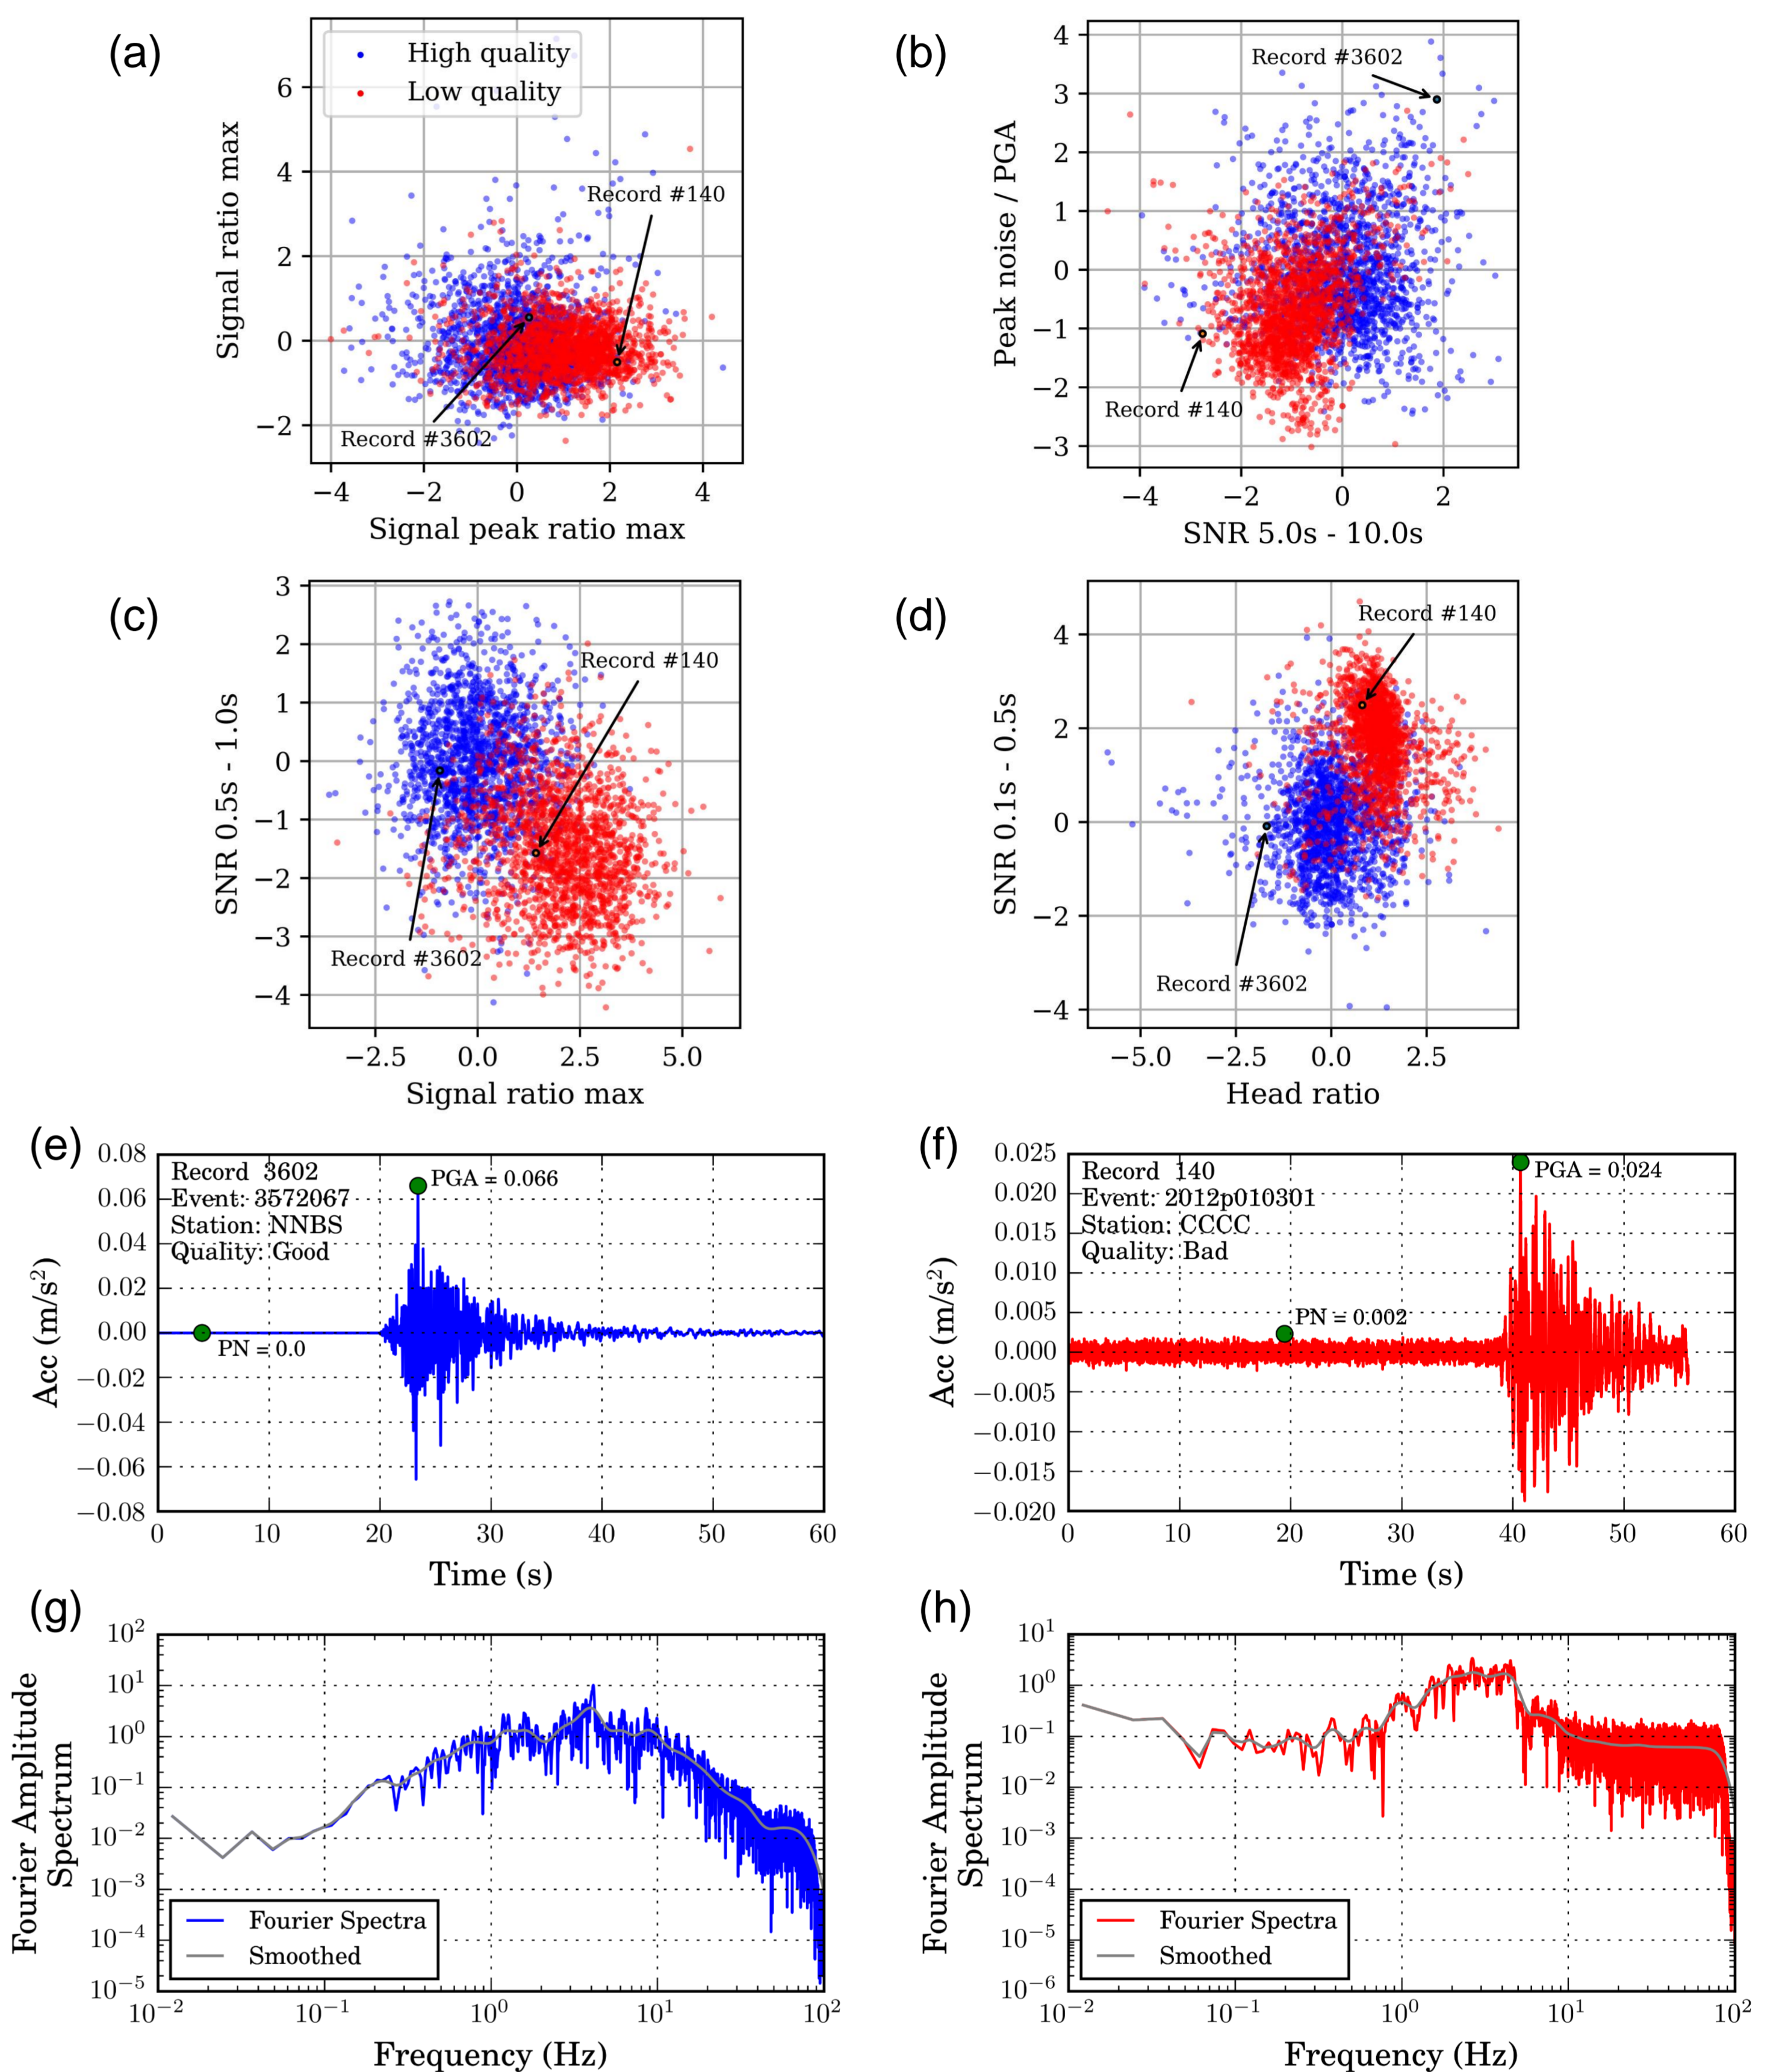 (a)
High quality
Low quality
Record #140
Record #3602
Signal ratio max
6
4
2
0
−2
−4 −2 0 2 4
Signal peak ratio max
(b)
Record #3602
Record #140
Peak noise / PGA
4
3
2
1
0
−1
−2
−3
−4 −2 0 2
SNR 5.0s - 10.0s
(c)
Record #140
Record #3602
SNR 0.5s - 1.0s
3
2
1
0
−1
−2
−3
−4
−2.5 0.0 2.5 5.0
Signal ratio max
(d)
Record #140
Record #3602
SNR 0.1s - 0.5s
4
2
0
−2
−4
−5.0 −2.5 0.0 2.5
Head ratio
(e)
Record 3602
Event: 3572067
Station: NNBS
Quality: Good
PGA = 0.066
PN = 0.0
Acc (m/s²)
0.08
0.06
0.04
0.02
0.00
−0.02
−0.04
−0.06
−0.08
0 10 20 30 40 50 60
Time (s)
(f)
Record 140
Event: 2012p010301
Station: CCCC
Quality: Bad
PGA = 0.024
PN = 0.002
Acc (m/s²)
0.025
0.020
0.015
0.010
0.005
0.000
−0.005
−0.010
−0.015
−0.020
0 10 20 30 40 50 60
Time (s)
(g)
Fourier Amplitude
Spectrum
10²
10¹
10⁰
10⁻¹
10⁻²
10⁻³
10⁻⁴
10⁻⁵
Fourier Spectra
Smoothed
10⁻² 10⁻¹ 10⁰ 10¹ 10²
Frequency (Hz)
(h)
Fourier Amplitude
Spectrum
10¹
10⁰
10⁻¹
10⁻²
10⁻³
10⁻⁴
10⁻⁵
10⁻⁶
Fourier Spectra
Smoothed
10⁻² 10⁻¹ 10⁰ 10¹ 10²
Frequency (Hz)